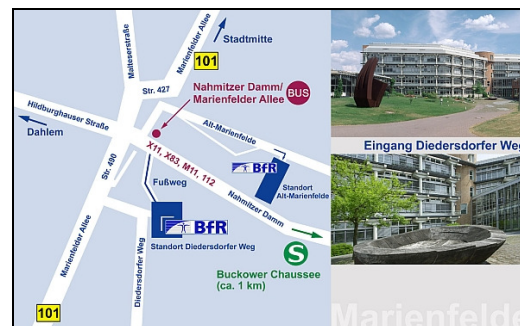 Stadtmitte
Malteserstraße
Marienfelder Allee
101
Str. 427
Nahmitzer Damm/
Marienfelder Allee
BUS
Hildburghauser Straße
Dahlem
Alt-Marienfelde
X11, X83, M11, 112
Str. 490
Fußweg
BfR
Standort
Alt-Marienfelde
Nahmitzer Damm
BfR
Standort Diedersdorfer Weg
Marienfelder Allee
Diedersdorfer Weg
S
Buckower Chaussee
(ca. 1 km)
101
Eingang Diedersdorfer Weg
Marienfelde